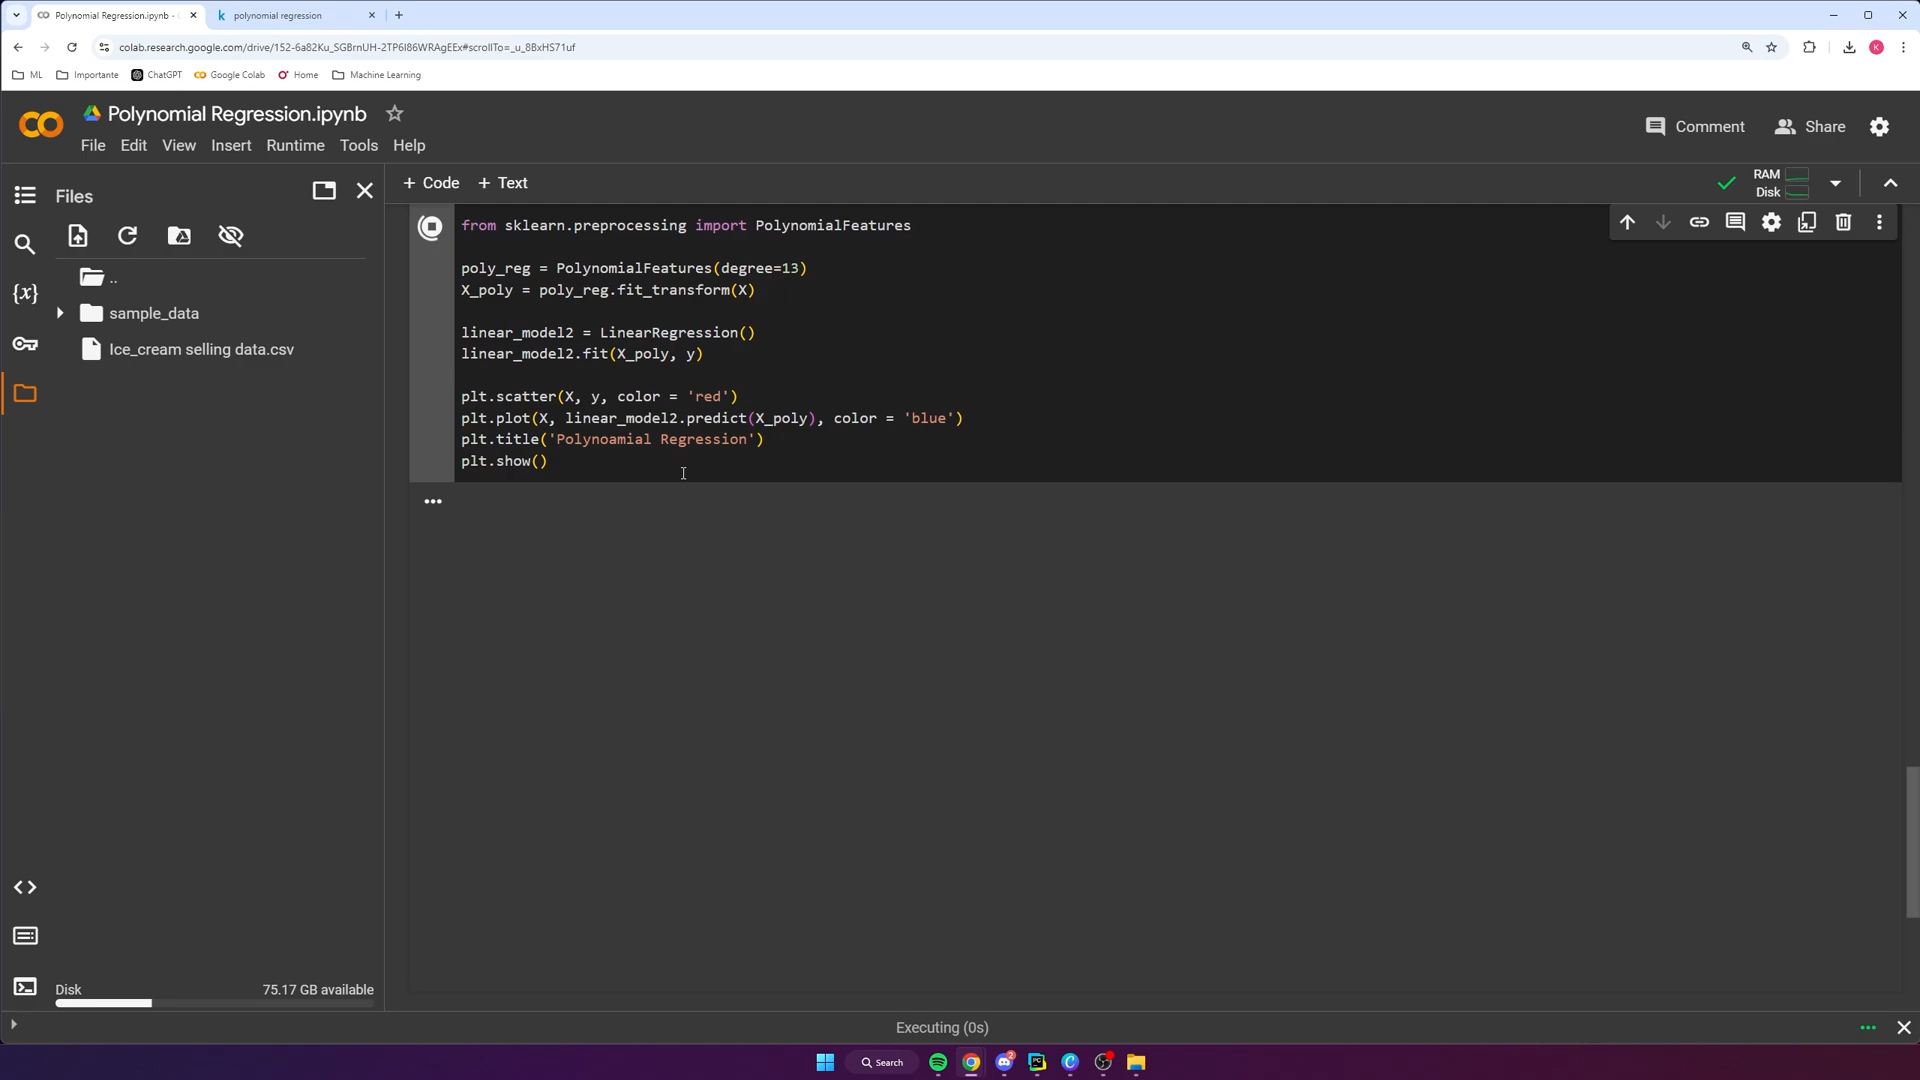 Polynomial Regression.ipynb - C
polynomial regression
colab.research.google.com/drive/152-6a82Ku_SGBrnUH-2TP6I86WRAgEEx#scrollTo=_u_8BxHS71uf
K
ML
Importante
ChatGPT
Google Colab
Home
Machine Learning
Polynomial Regression.ipynb
Comment
Share
File
Edit
View
Insert
Runtime
Tools
Help
Files
+ Code
+ Text
RAM
Disk
..
sample_data
Ice_cream selling data.csv
from sklearn.preprocessing import PolynomialFeatures
poly_reg = PolynomialFeatures(degree=13)
X_poly = poly_reg.fit_transform(X)
linear_model2 = LinearRegression()
linear_model2.fit(X_poly, y)
plt.scatter(X, y, color = 'red')
plt.plot(X, linear_model2.predict(X_poly), color = 'blue')
plt.title('Polynoamial Regression')
plt.show()
Disk
75.17 GB available
Executing (0s)
Search
2